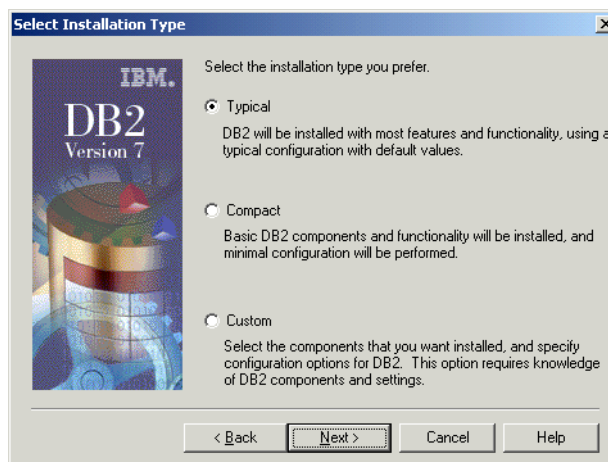 Select Installation Type
IBM.
DB2
Version 7
Select the installation type you prefer.
Typical
DB2 will be installed with most features and functionality, using a
typical configuration with default values.
Compact
Basic DB2 components and functionality will be installed, and
minimal configuration will be performed.
Custom
Select the components that you want installed, and specify
configuration options for DB2. This option requires knowledge
of DB2 components and settings.
< Back
Next >
Cancel
Help